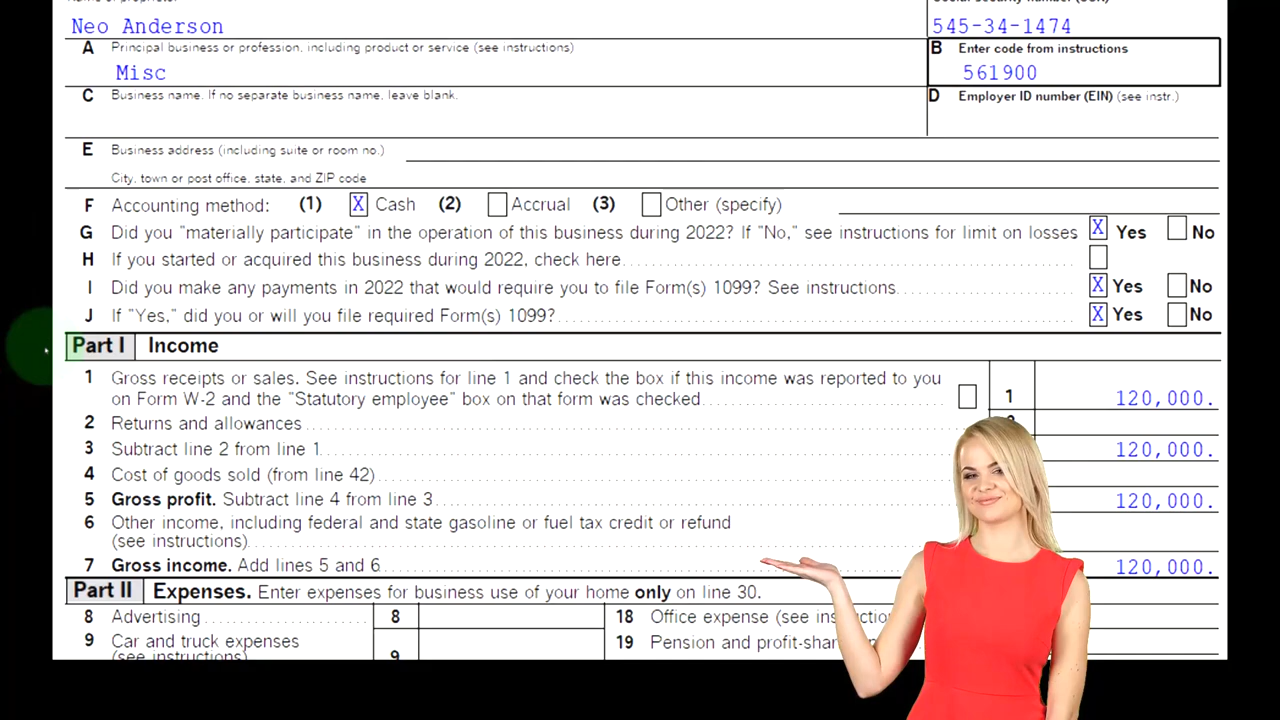 Neo Anderson
545-34-1474
A Principal business or profession, including product or service (see instructions)
Misc
B Enter code from instructions
561900
C Business name. If no separate business name, leave blank.
D Employer ID number (EIN) (see instr.)
E Business address (including suite or room no.)
City, town or post office, state, and ZIP code
F Accounting method: (1) X Cash (2) Accrual (3) Other (specify)
G Did you "materially participate" in the operation of this business during 2022? If "No," see instructions for limit on losses X Yes No
H If you started or acquired this business during 2022, check here
I Did you make any payments in 2022 that would require you to file Form(s) 1099? See instructions. X Yes No
J If "Yes," did you or will you file required Form(s) 1099? X Yes No
Part I Income
1 Gross receipts or sales. See instructions for line 1 and check the box if this income was reported to you
on Form W-2 and the "Statutory employee" box on that form was checked 1 120,000.
2 Returns and allowances
3 Subtract line 2 from line 1 120,000.
4 Cost of goods sold (from line 42)
5 Gross profit. Subtract line 4 from line 3 120,000.
6 Other income, including federal and state gasoline or fuel tax credit or refund
(see instructions)
7 Gross income. Add lines 5 and 6 120,000.
Part II Expenses. Enter expenses for business use of your home only on line 30.
8 Advertising 8
18 Office expense (see
9 Car and truck expenses
(see instructions) 9
19 Pension and